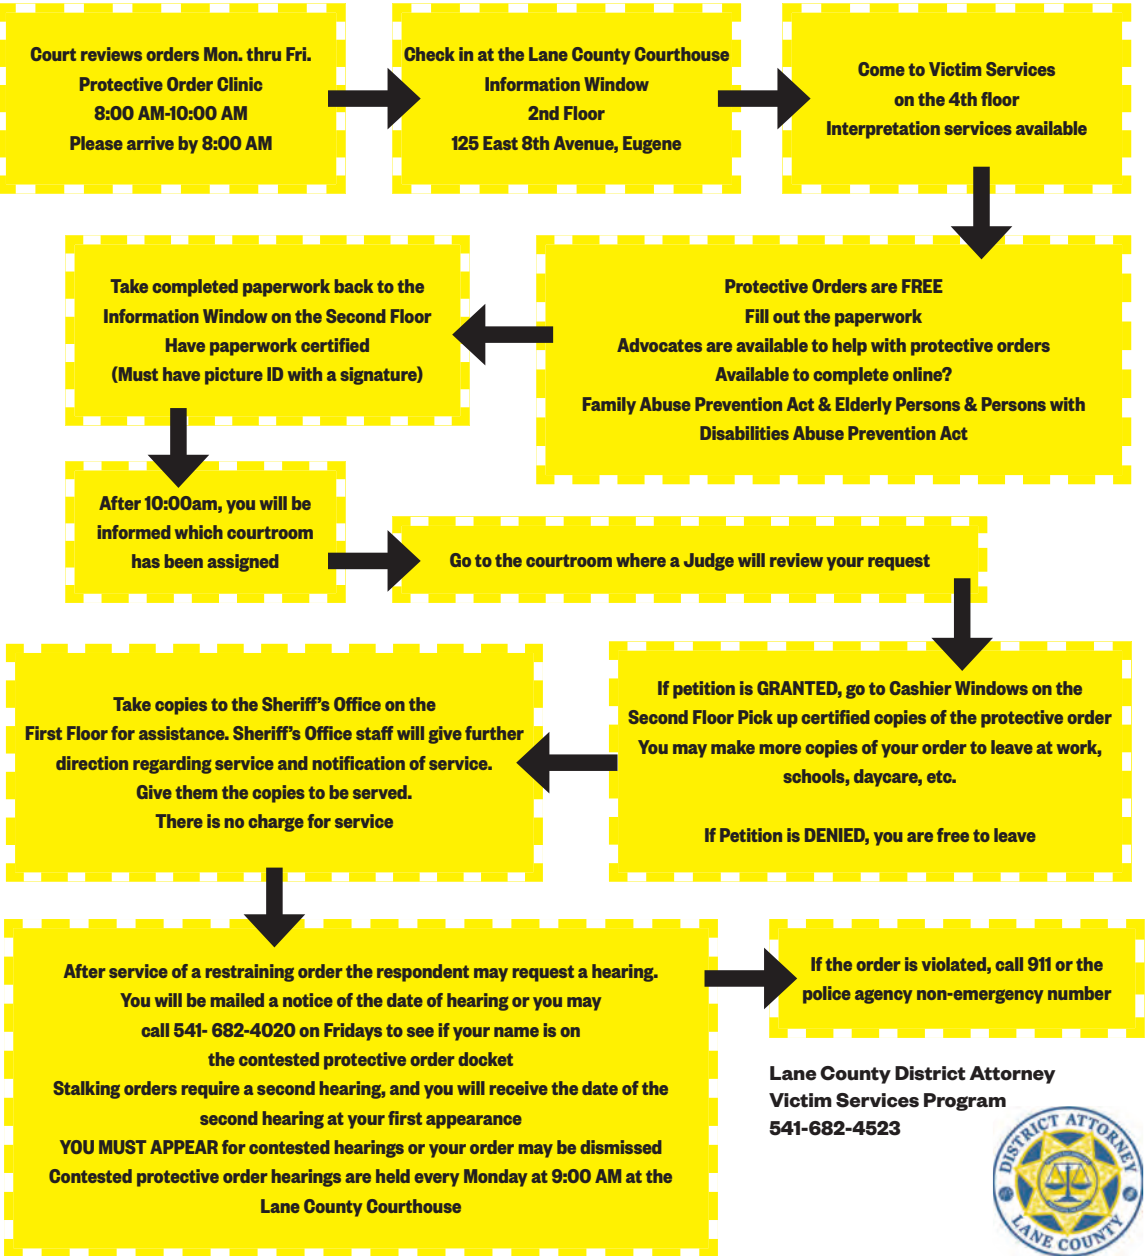 Court reviews orders Mon. thru Fri.
Protective Order Clinic
8:00 AM-10:00 AM
Please arrive by 8:00 AM
Check in at the Lane County Courthouse
Information Window
2nd Floor
125 East 8th Avenue, Eugene
Come to Victim Services
on the 4th floor
Interpretation services available
Protective Orders are FREE
Fill out the paperwork
Advocates are available to help with protective orders
Available to complete online?
Family Abuse Prevention Act & Elderly Persons & Persons with
Disabilities Abuse Prevention Act
Take completed paperwork back to the
Information Window on the Second Floor
Have paperwork certified
(Must have picture ID with a signature)
After 10:00am, you will be
informed which courtroom
has been assigned
Go to the courtroom where a Judge will review your request
If petition is GRANTED, go to Cashier Windows on the
Second Floor Pick up certified copies of the protective order
You may make more copies of your order to leave at work,
schools, daycare, etc.
If Petition is DENIED, you are free to leave
Take copies to the Sheriff's Office on the
First Floor for assistance. Sheriff's Office staff will give further
direction regarding service and notification of service.
Give them the copies to be served.
There is no charge for service
After service of a restraining order the respondent may request a hearing.
You will be mailed a notice of the date of hearing or you may
call 541- 682-4020 on Fridays to see if your name is on
the contested protective order docket
Stalking orders require a second hearing, and you will receive the date of the
second hearing at your first appearance
YOU MUST APPEAR for contested hearings or your order may be dismissed
Contested protective order hearings are held every Monday at 9:00 AM at the
Lane County Courthouse
If the order is violated, call 911 or the
police agency non-emergency number
Lane County District Attorney
Victim Services Program
541-682-4523
DISTRICT ATTORNEY
LANE COUNTY